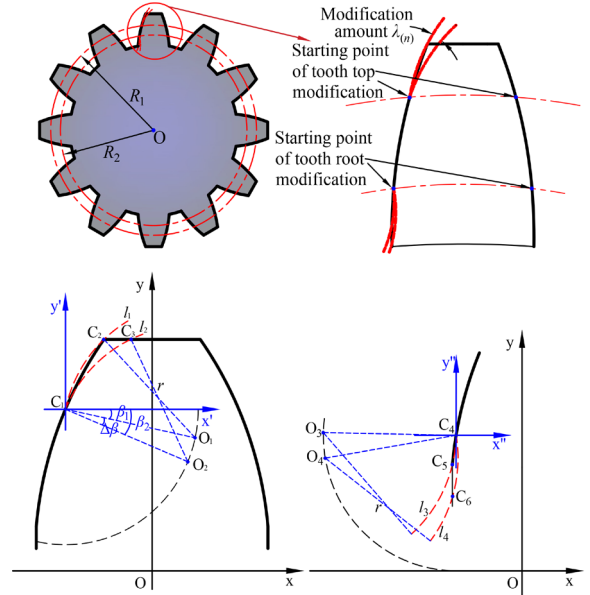 Modification
amount λ(n)
Starting point
of tooth top
modification
R₁
O
R₂
Starting point
of tooth root
modification
y
y'
l₁
C₂
C₃
l₂
r
C₁
β₁
x'
β₂
Δβ
O₁
O₂
O
x
y
y"
O₃
C₄
x"
O₄
C₅
C₆
r
l₃
l₄
O
x